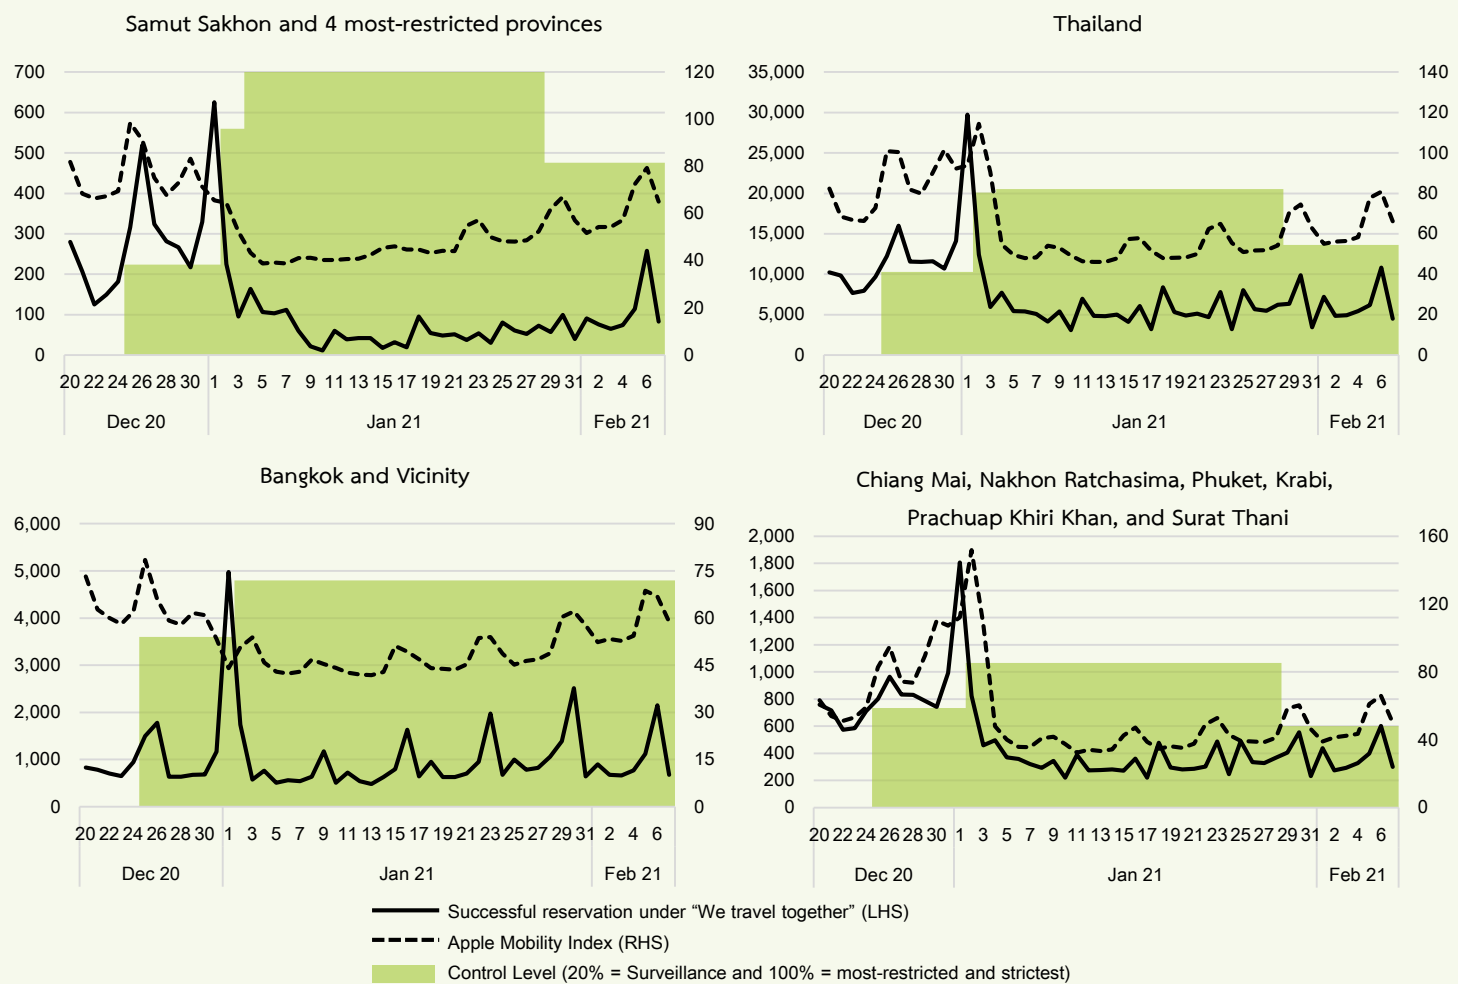 Samut Sakhon and 4 most-restricted provinces
700 120
600 100
500 80
400 60
300 40
200 20
100 0
0
20 22 24 26 28 30 1 3 5 7 9 11 13 15 17 19 21 23 25 27 29 31 2 4 6
Dec 20 Jan 21 Feb 21
Thailand
35,000 140
30,000 120
25,000 100
20,000 80
15,000 60
10,000 40
5,000 20
0 0
20 22 24 26 28 30 1 3 5 7 9 11 13 15 17 19 21 23 25 27 29 31 2 4 6
Dec 20 Jan 21 Feb 21
Bangkok and Vicinity
6,000 90
5,000 75
4,000 60
3,000 45
2,000 30
1,000 15
0 0
20 22 24 26 28 30 1 3 5 7 9 11 13 15 17 19 21 23 25 27 29 31 2 4 6
Dec 20 Jan 21 Feb 21
Chiang Mai, Nakhon Ratchasima, Phuket, Krabi,
Prachuap Khiri Khan, and Surat Thani
2,000 160
1,800
1,600
1,400 120
1,200
1,000 80
800
600
400 40
200
0 0
20 22 24 26 28 30 1 3 5 7 9 11 13 15 17 19 21 23 25 27 29 31 2 4 6
Dec 20 Jan 21 Feb 21
Successful reservation under “We travel together” (LHS)
Apple Mobility Index (RHS)
Control Level (20% = Surveillance and 100% = most-restricted and strictest)